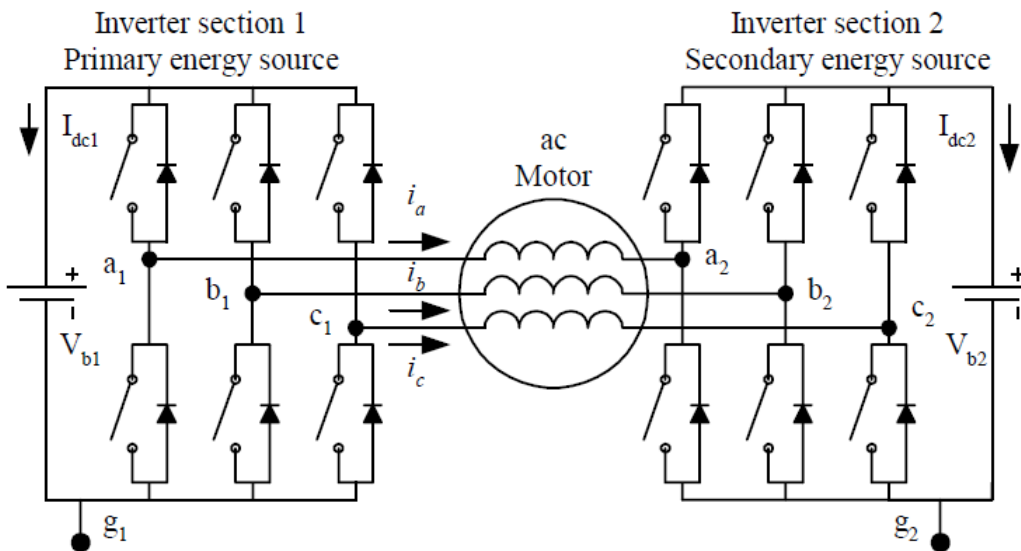 Inverter section 1
Primary energy source
Inverter section 2
Secondary energy source
I_dc1
ac
Motor
I_dc2
i_a
a_1
a_2
i_b
b_1
b_2
c_1
c_2
+
-
V_b1
i_c
+
-
V_b2
g_1
g_2